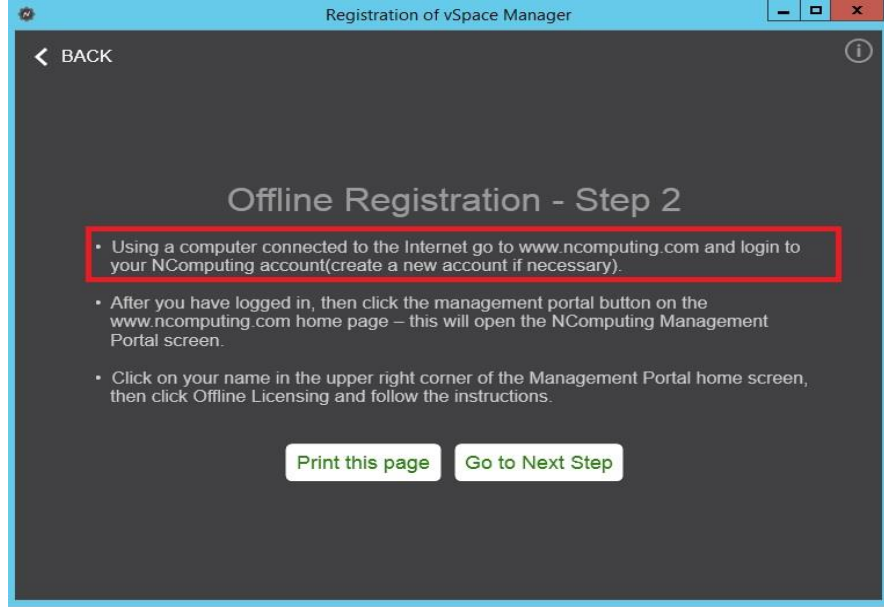 Registration of vSpace Manager
BACK
Offline Registration - Step 2
• Using a computer connected to the Internet go to www.ncomputing.com and login to
your NComputing account(create a new account if necessary).
• After you have logged in, then click the management portal button on the
www.ncomputing.com home page – this will open the NComputing Management
Portal screen.
• Click on your name in the upper right corner of the Management Portal home screen,
then click Offline Licensing and follow the instructions.
Print this page
Go to Next Step